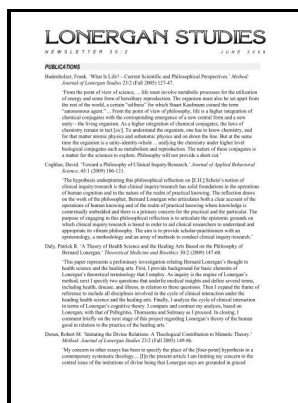 LONERGAN STUDIES
NEWSLETTER 30/2 JUNE 2009
PUBLICATIONS
Budenholzer, Frank. 'What Is Life?—Current Scientific and Philosophical Perspectives.' Method:
Journal of Lonergan Studies 23/2 (Fall 2005) 127-47.
'From the point of view of science, ... life must involve metabolic processes for the utilization
of energy and some form of hereditary reproduction. The organism must also be set apart from
the rest of the world, a certain "selfness" for which Stuart Kauffman coined the term
"autonomous agent." ... From the point of view of philosophy, life is a higher integration of
chemical conjugates with the corresponding emergence of a new central form and a new
unity—the living organism. As a higher integration of chemical conjugates, the laws of
chemistry remain in tact [sic]. To understand the organism, one has to know chemistry, and
for that matter atomic physics and subatomic physics and on down the line. But at the same
time the organism is a unity-identity-whole ... unifying the chemistry under higher level
biological conjugates such as metabolism and reproduction. The nature of these conjugates is
a matter for the sciences to explore. Philosophy will not provide a short cut.'
Coghlan, David. 'Toward a Philosophy of Clinical Inquiry/Research.' Journal of Applied Behavioral
Science, 45/1 (2009) 106-121.
'The hypothesis underpinning this philosophical reflection on [E.H.] Schein's notion of
clinical inquiry/research is that clinical inquiry/research has solid foundations in the operations
of human cognition and in the nature of practical knowing. The reflection draws
on the work of the philosopher, Bernard Lonergan who articulates both a clear account of the
operations of human knowing and of the realm of practical knowing where knowledge is
contextually embedded and there is a primary concern for the practical and the particular. The
purpose of engaging in this philosophical reflection is to articulate the epistemic grounds on
which clinical inquiry/research is based in order to aid clinical researchers to understand and
appropriate its vibrant philosophy. The aim is to provide scholar-practitioners with an
epistemology, a methodology and an array of methods to conduct clinical inquiry/research.'
Daly, Patrick R. 'A Theory of Health Science and the Healing Arts Based on the Philosophy of
Bernard Lonergan.' Theoretical Medicine and Bioethics 30/2 (2009) 147-60.
'This paper represents a preliminary investigation relating Bernard Lonergan's thought to
health science and the healing arts. First, I provide background for basic elements of
Lonergan's theoretical terminology that I employ. As inquiry is the engine of Lonergan's
method, next I specify two questions that underlie medical insights and define several terms,
including health, disease, and illness, in relation to these questions. Then I expand the frame of
reference to include all disciplines involved in the cycle of clinical interaction under the
heading health science and the healing arts. Finally, I analyze the cycle of clinical interaction
in terms of Lonergan's cognitive theory. I compare and contrast my analysis, based on
Lonergan, with that of Pellegrino, Thomasma and Sulmasy as I proceed. In closing, I
comment briefly on the next stage of this project regarding Lonergan's theory of the human
good in relation to the practice of the healing arts.'
Doran, Robert M. 'Imitating the Divine Relations: A Theological Contribution to Mimetic Theory.'
Method: Journal of Lonergan Studies 23/2 (Fall 2005) 149-86.
'My concern in other essays has been to specify the place of the [four-point] hypothesis in a
contemporary systematic theology.... [I]n the present article I am limiting my concern to the
central issue of the imitations of divine being that Lonergan says are grounded in graced